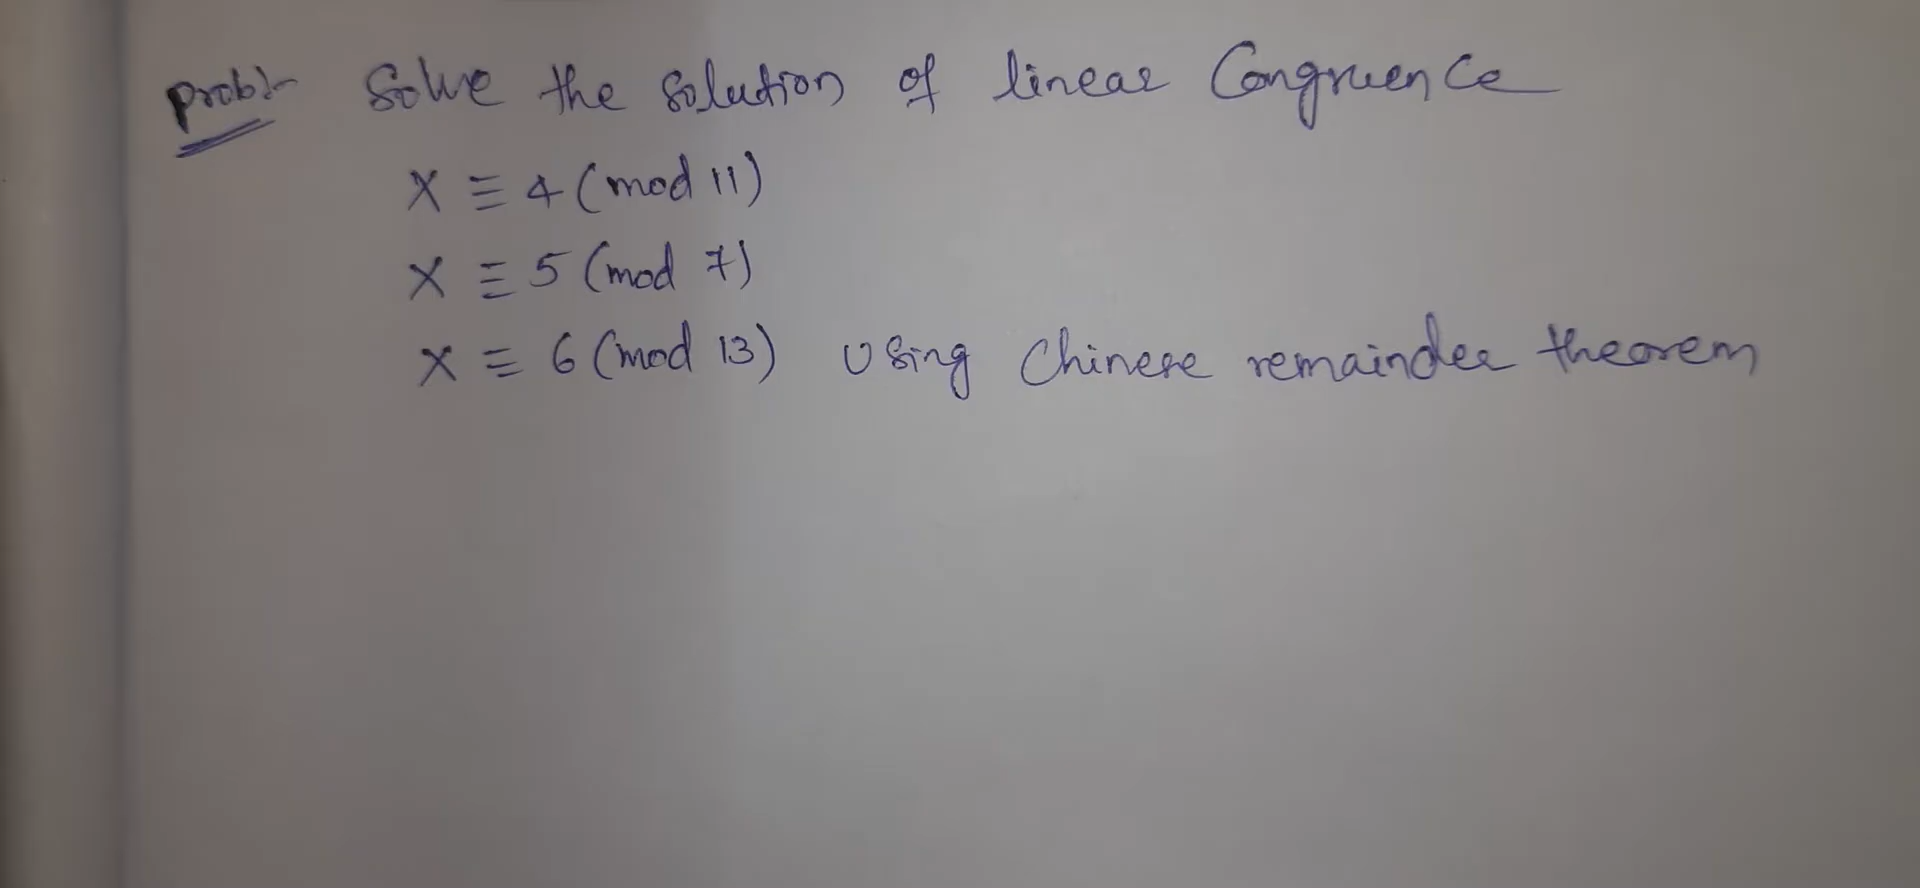 Prob:- Solve the solution of linear Congruence
X ≡ 4 (mod 11)
X ≡ 5 (mod 7)
X ≡ 6 (mod 13) Using Chinese remainder theorem